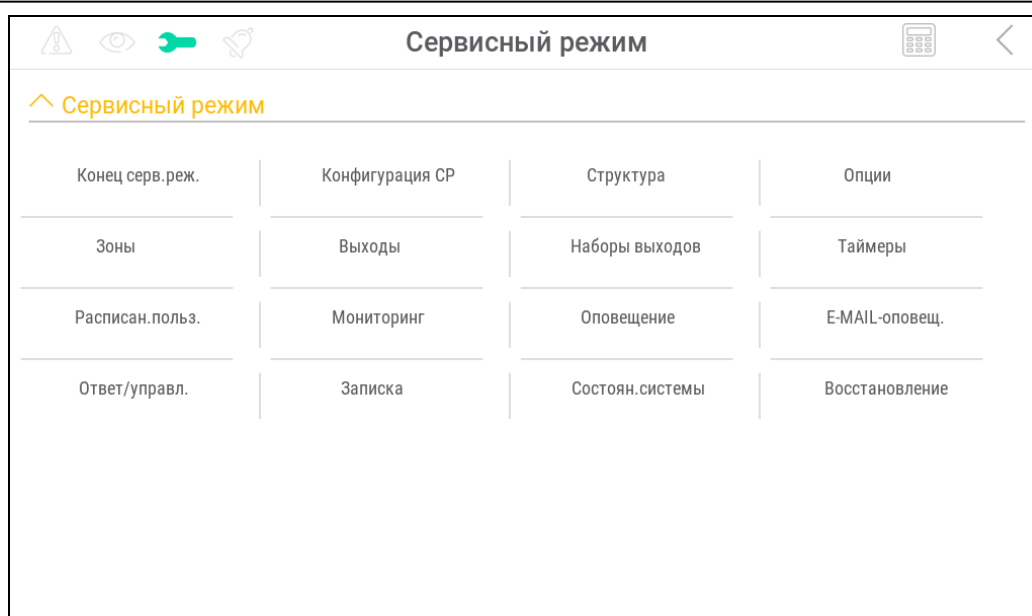 Сервисный режим
Сервисный режим
Конец серв.реж.
Конфигурация СР
Структура
Опции
Зоны
Выходы
Наборы выходов
Таймеры
Расписан.польз.
Мониторинг
Оповещение
E-MAIL-оповещ.
Ответ/управл.
Записка
Состоян.системы
Восстановление